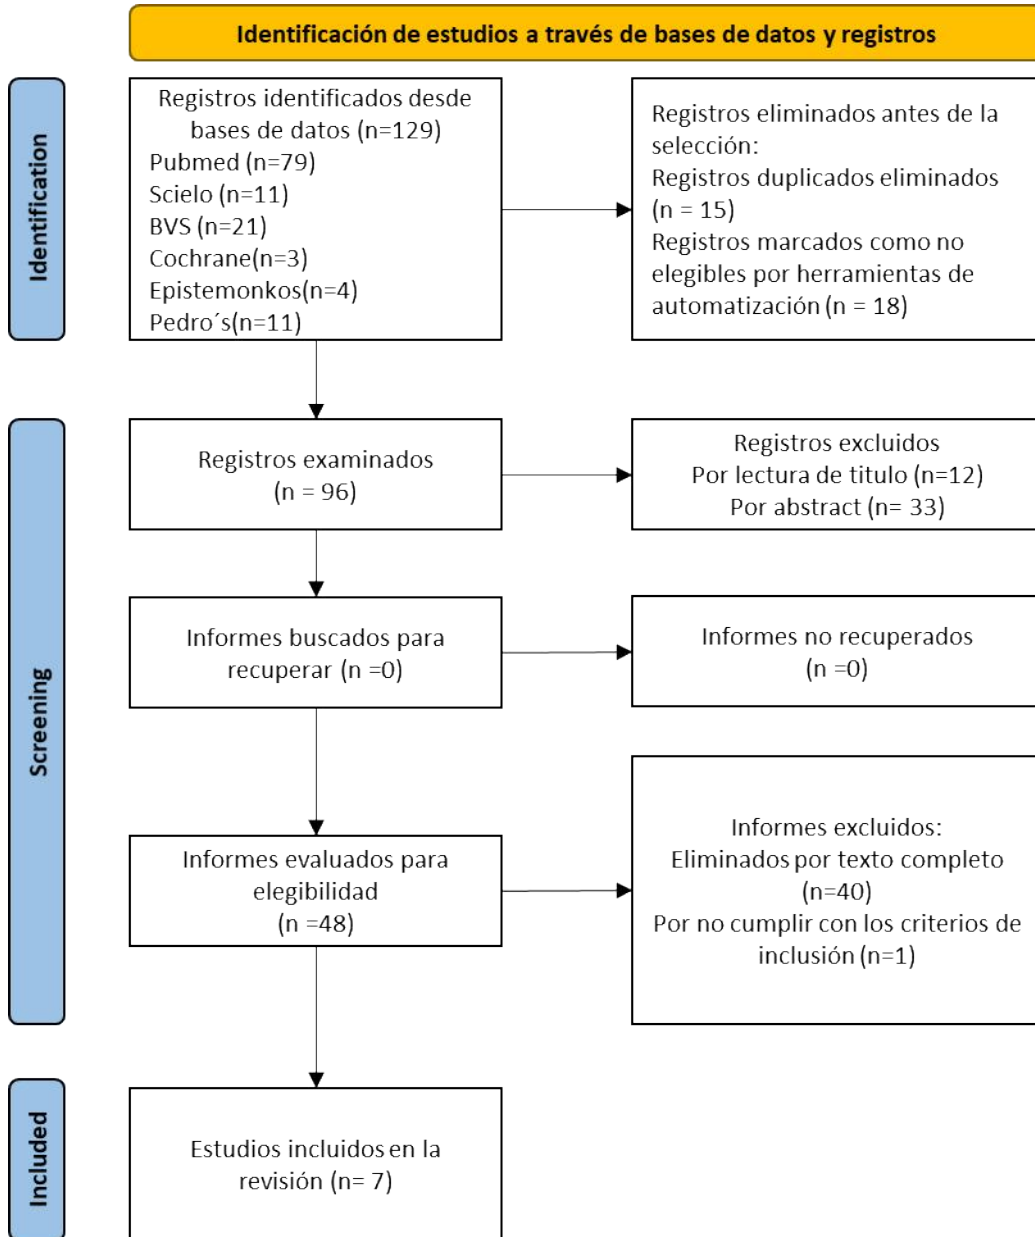 Identificación de estudios a través de bases de datos y registros
Identification
Registros identificados desde
bases de datos (n=129)
Pubmed (n=79)
Scielo (n=11)
BVS (n=21)
Cochrane(n=3)
Epistemonkos(n=4)
Pedro´s(n=11)
Registros eliminados antes de la
selección:
Registros duplicados eliminados
(n = 15)
Registros marcados como no
elegibles por herramientas de
automatización (n = 18)
Screening
Registros examinados
(n = 96)
Registros excluidos
Por lectura de titulo (n=12)
Por abstract (n= 33)
Informes buscados para
recuperar (n =0)
Informes no recuperados
(n =0)
Informes evaluados para
elegibilidad
(n =48)
Informes excluidos:
Eliminados por texto completo
(n=40)
Por no cumplir con los criterios de
inclusión (n=1)
Included
Estudios incluidos en la
revisión (n= 7)